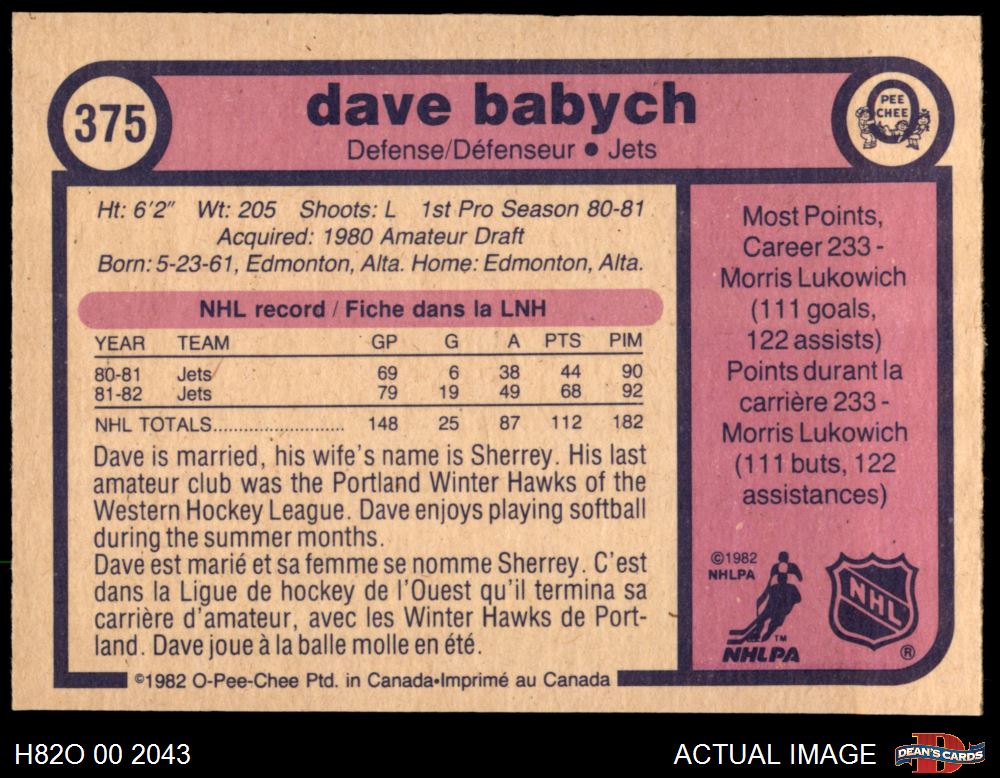 375
dave babych
Defense/Défenseur • Jets
PEE
CHEE
Ht: 6'2" Wt: 205 Shoots: L 1st Pro Season 80-81
Acquired: 1980 Amateur Draft
Born: 5-23-61, Edmonton, Alta. Home: Edmonton, Alta.
NHL record / Fiche dans la LNH
YEAR TEAM GP G A PTS PIM
80-81 Jets 69 6 38 44 90
81-82 Jets 79 19 49 68 92
NHL TOTALS........................ 148 25 87 112 182
Dave is married, his wife's name is Sherrey. His last
amateur club was the Portland Winter Hawks of the
Western Hockey League. Dave enjoys playing softball
during the summer months.
Dave est marié et sa femme se nomme Sherrey. C'est
dans la Ligue de hockey de l'Ouest qu'il termina sa
carrière d'amateur, avec les Winter Hawks de Port-
land. Dave joue à la balle molle en été.
©1982 O-Pee-Chee Ptd. in Canada•Imprimé au Canada
Most Points,
Career 233 -
Morris Lukowich
(111 goals,
122 assists)
Points durant la
carrière 233 -
Morris Lukowich
(111 buts, 122
assistances)
©1982
NHLPA
TM
NHLPA
NHL
®
H82O 00 2043
ACTUAL IMAGE
DEAN'S CARDS